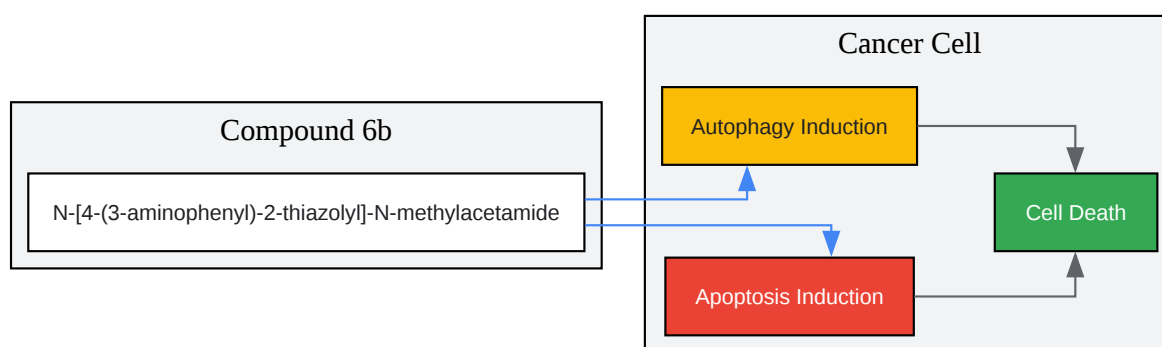 Compound 6b
N-[4-(3-aminophenyl)-2-thiazolyl]-N-methylacetamide
Cancer Cell
Autophagy Induction
Apoptosis Induction
Cell Death